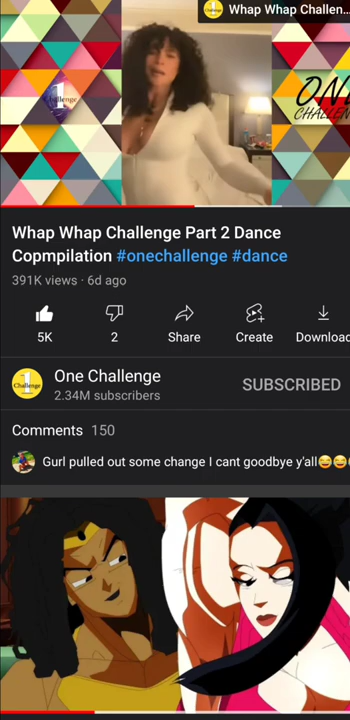 Whap Whap Challen...
Challenge
ONE
CHALLEN
Whap Whap Challenge Part 2 Dance
Copmpilation #onechallenge #dance
391K views · 6d ago
5K
2
Share
Create
Download
1
Challenge
One Challenge
2.34M subscribers
SUBSCRIBED
Comments 150
Gurl pulled out some change I cant goodbye y'all😂😂